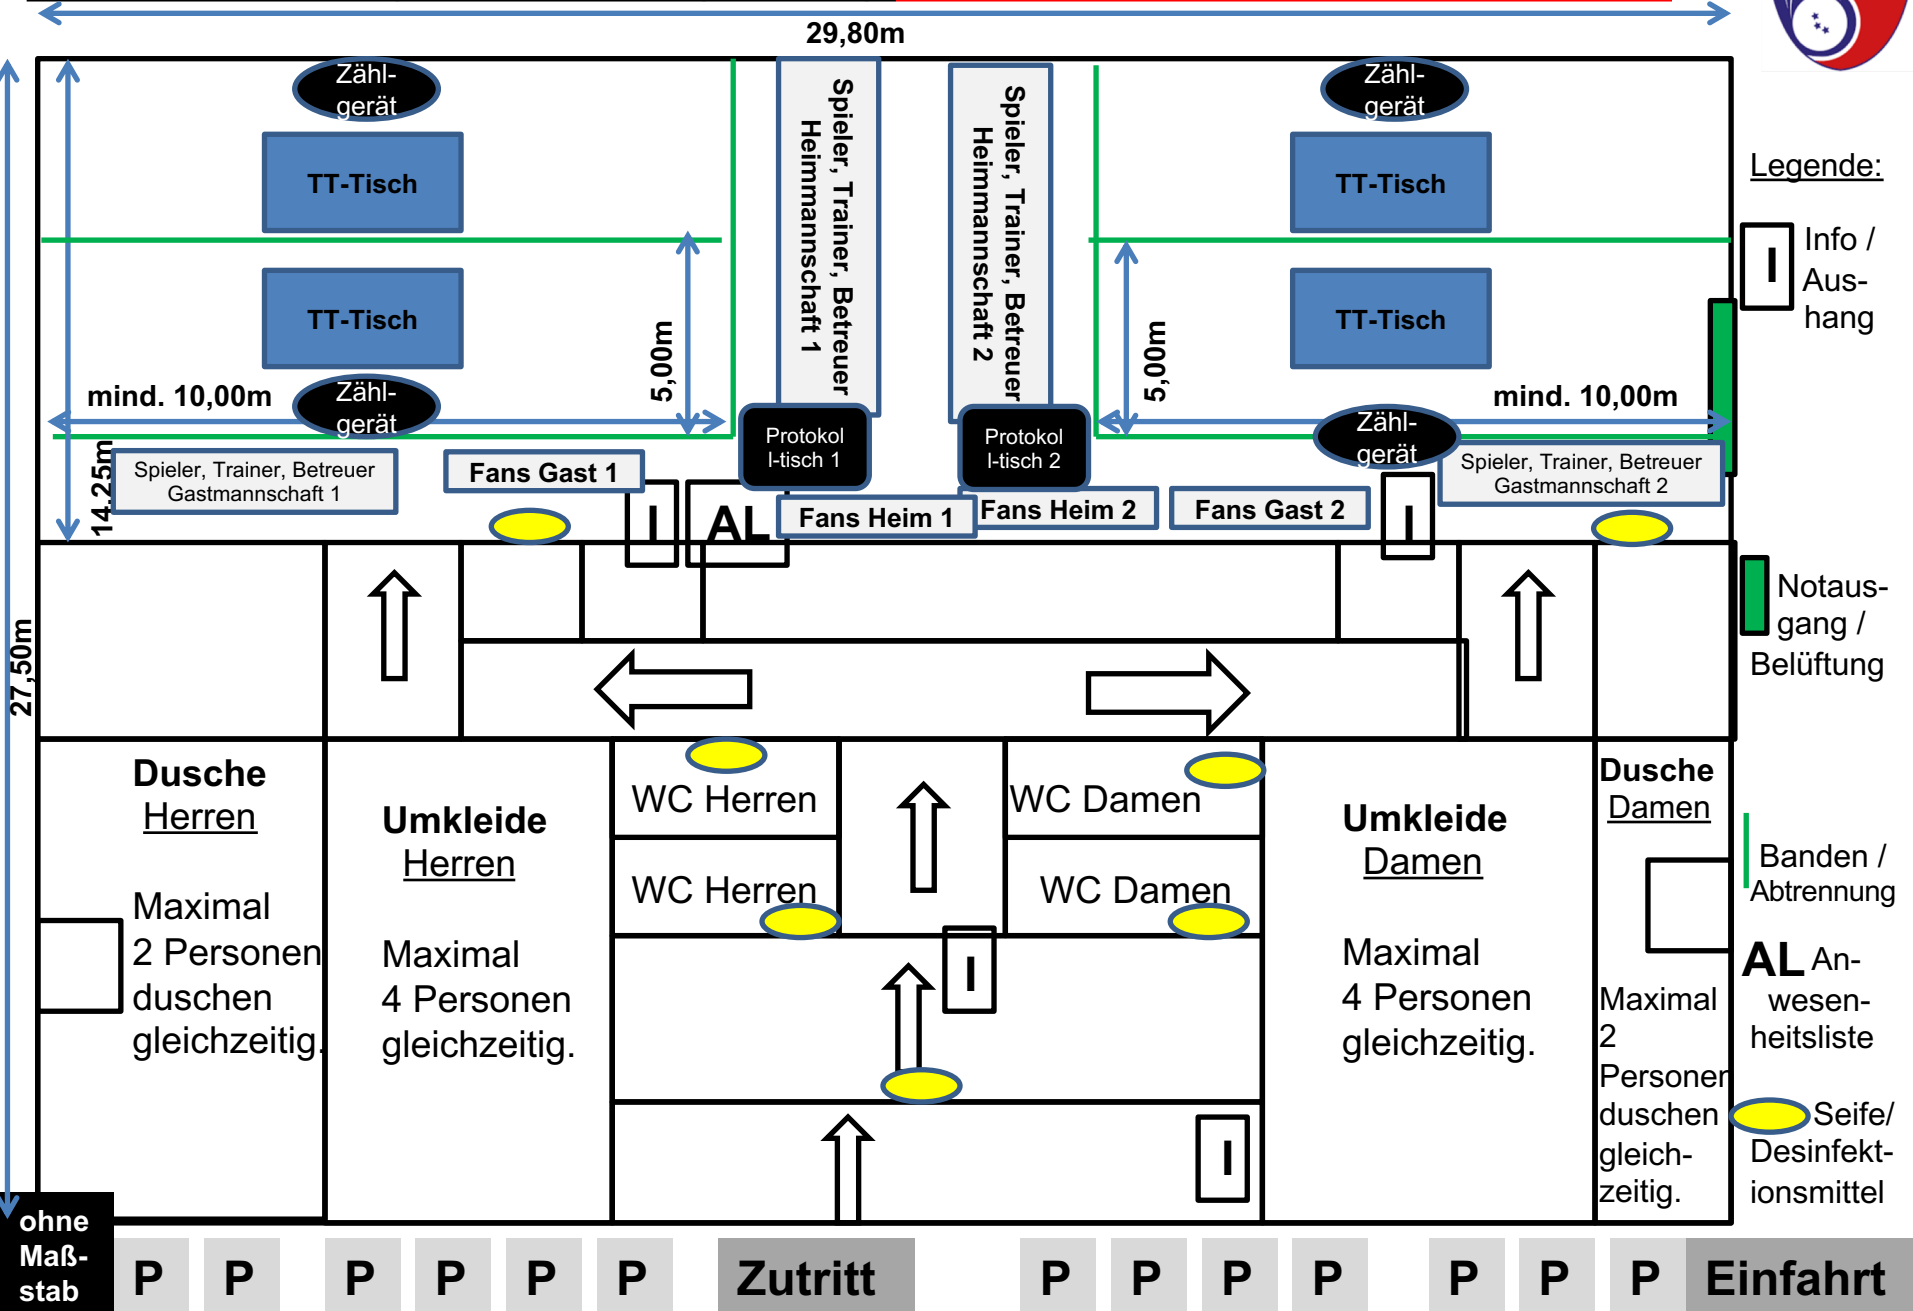 29,80m
Zähl-
gerät
TT-Tisch
TT-Tisch
Zähl-
gerät
mind. 10,00m
5,00m
14.25m
27,50m
Spieler, Trainer, Betreuer
Heimmannschaft 1
Spieler, Trainer, Betreuer
Heimmannschaft 2
Zähl-
gerät
TT-Tisch
TT-Tisch
Zähl-
gerät
5,00m
mind. 10,00m
Protokol
l-tisch 1
Protokol
l-tisch 2
Spieler, Trainer, Betreuer
Gastmannschaft 1
Fans Gast 1
I
AL
Fans Heim 1
Fans Heim 2
Fans Gast 2
I
Spieler, Trainer, Betreuer
Gastmannschaft 2
Dusche
Herren
Maximal
2 Personen
duschen
gleichzeitig.
Umkleide
Herren
Maximal
4 Personen
gleichzeitig.
WC Herren
WC Herren
WC Damen
WC Damen
I
I
Umkleide
Damen
Maximal
4 Personen
gleichzeitig.
Dusche
Damen
Maximal
2
Personen
duschen
gleich-
zeitig.
Legende:
I
Info /
Aus-
hang
Notaus-
gang /
Belüftung
Banden /
Abtrennung
AL An-
wesen-
heitsliste
Seife/
Desinfekt-
ionsmittel
ohne
Maß-
stab
P P P P P P Zutritt P P P P P P P Einfahrt